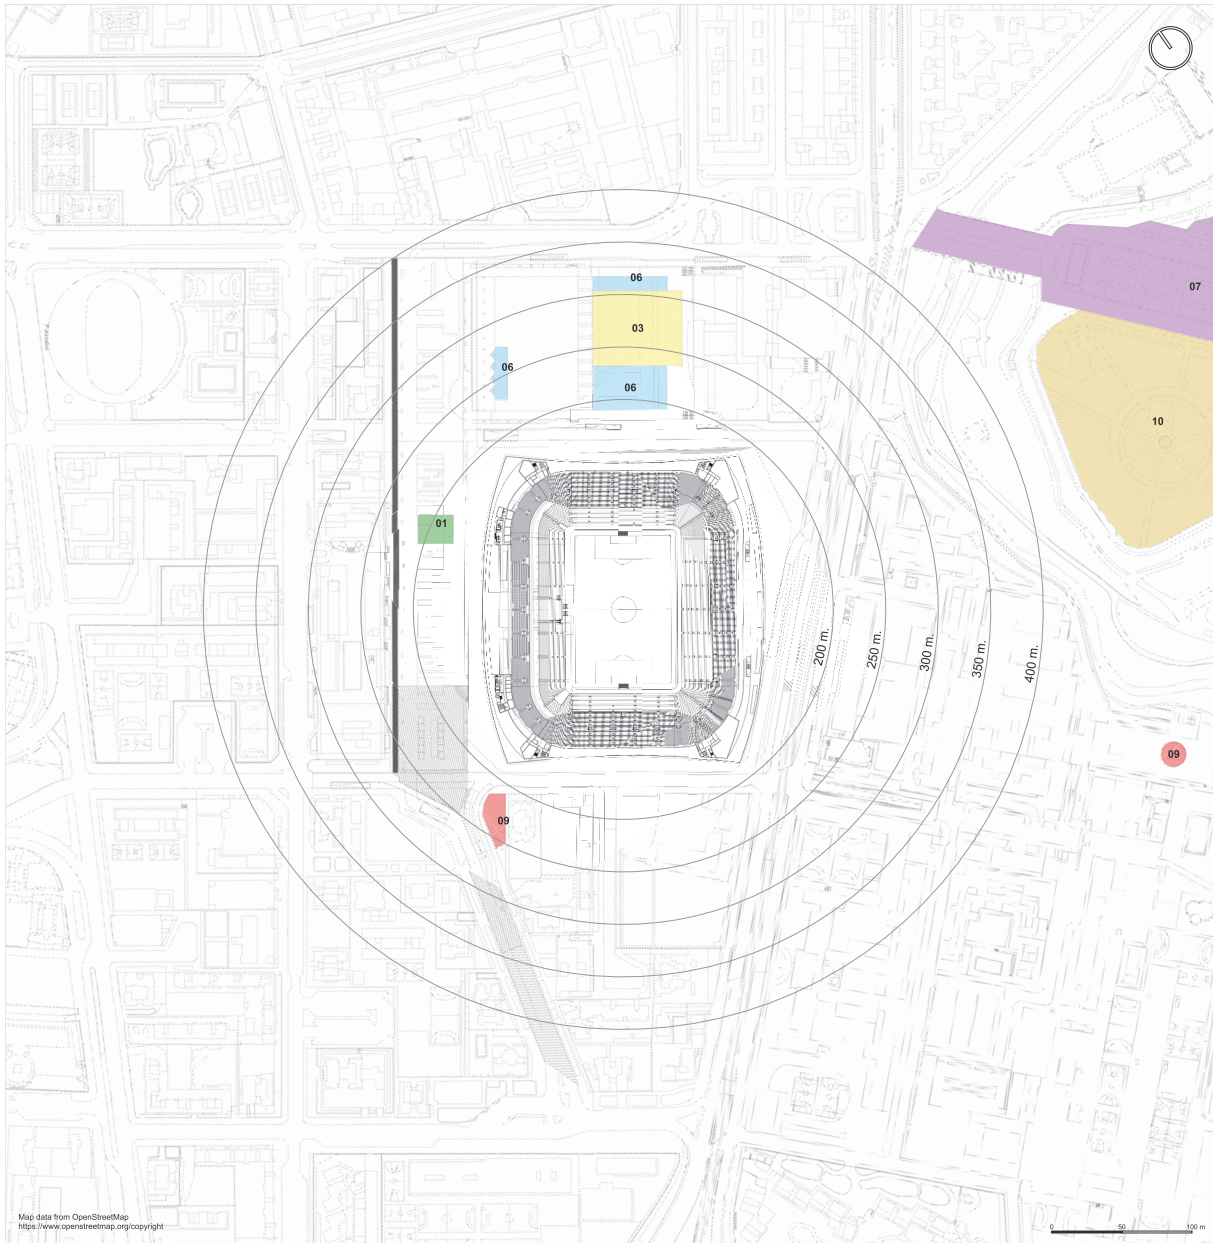 06
07
03
06
06
10
01
200 m.
250 m.
300 m.
350 m.
400 m.
09
09
Map data from OpenStreetMap
https://www.openstreetmap.org/copyright
0 50 100 m